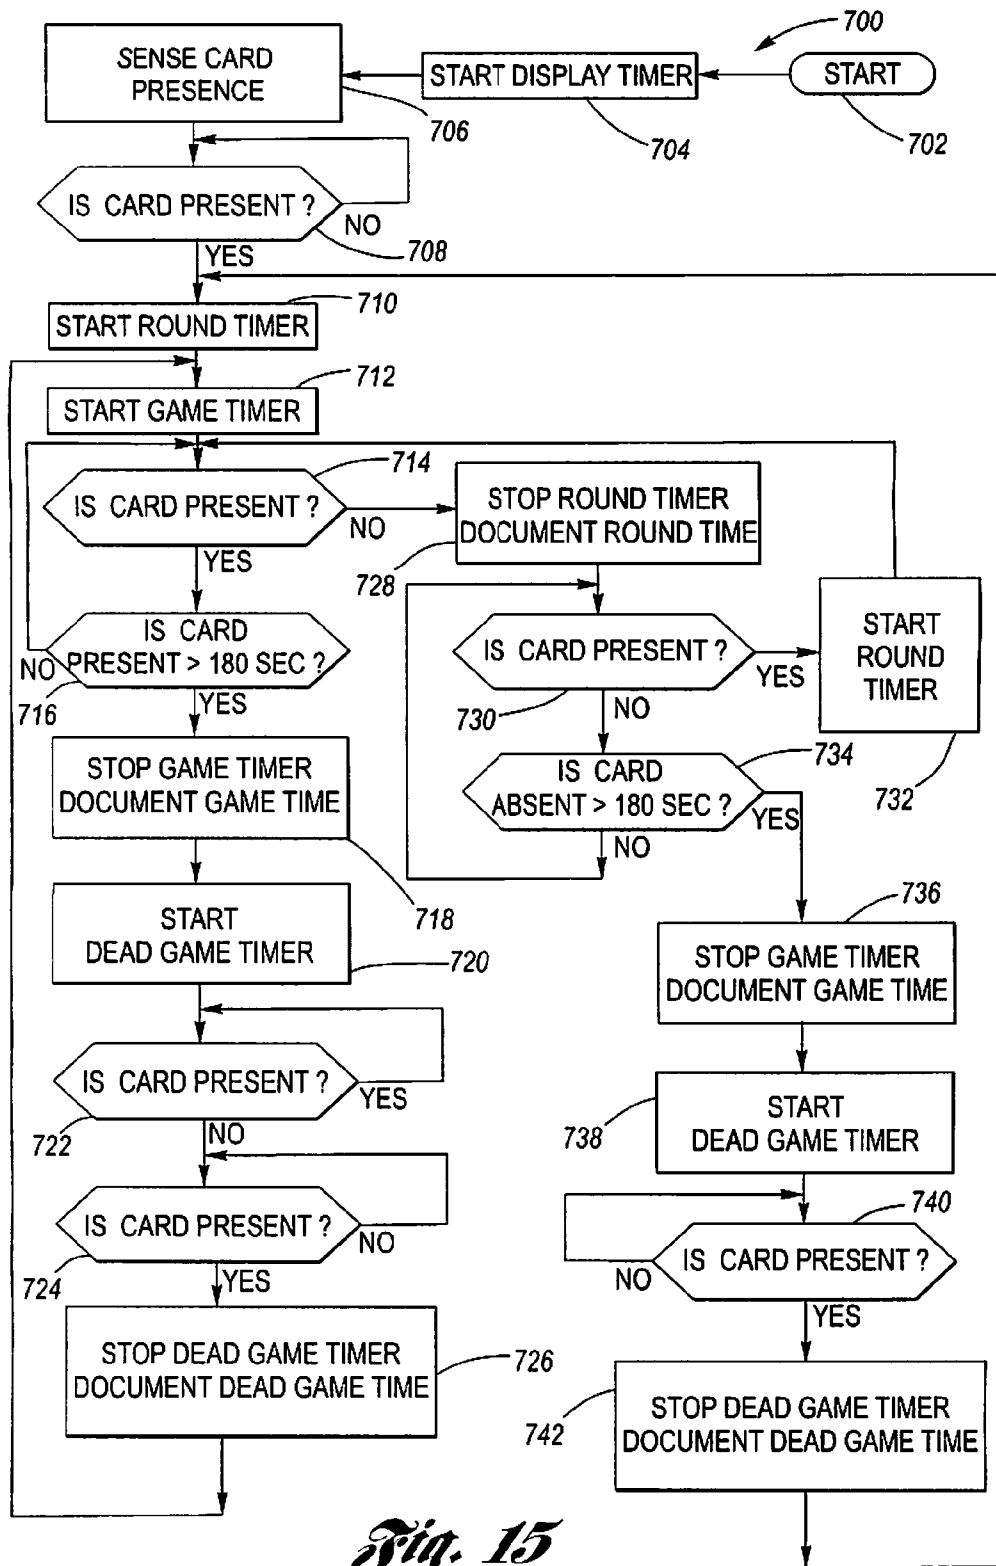 700
SENSE CARD
PRESENCE
START DISPLAY TIMER
START
706
704
702
IS CARD PRESENT ?
NO
708
YES
710
START ROUND TIMER
712
START GAME TIMER
714
IS CARD PRESENT ?
NO
YES
STOP ROUND TIMER
DOCUMENT ROUND TIME
728
IS CARD
PRESENT > 180 SEC ?
NO
716
YES
IS CARD PRESENT ?
YES
730
NO
START
ROUND
TIMER
732
IS CARD
ABSENT > 180 SEC ?
734
YES
NO
STOP GAME TIMER
DOCUMENT GAME TIME
718
START
DEAD GAME TIMER
720
736
STOP GAME TIMER
DOCUMENT GAME TIME
IS CARD PRESENT ?
YES
722
NO
738
START
DEAD GAME TIMER
IS CARD PRESENT ?
NO
724
YES
740
IS CARD PRESENT ?
NO
YES
STOP DEAD GAME TIMER
DOCUMENT DEAD GAME TIME
726
742
STOP DEAD GAME TIMER
DOCUMENT DEAD GAME TIME
Fig. 15